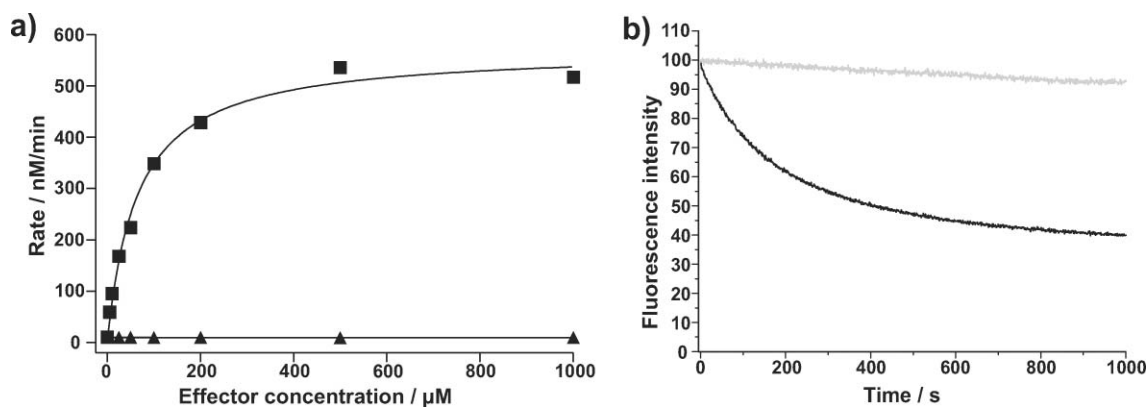 a)
600
500
400
300
200
100
0
Rate / nM/min
0 200 400 600 800 1000
Effector concentration / µM
b)
110
100
90
80
70
60
50
40
30
20
10
0
Fluorescence intensity
0 200 400 600 800 1000
Time / s